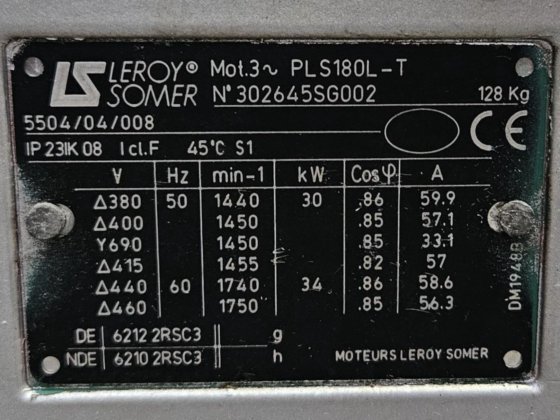 LS LEROY® SOMER Mot.3~ PLS180L-T
N° 302645SG002 128 Kg
5504/04/008 CE
IP 23IK 08 I cl.F 45°C S1
V Hz min-1 kW Cosφ A
Δ380 50 1440 30 .86 59.9
Δ400 1450 .85 57.1
Y690 1450 .85 33.1
Δ415 1455 .82 57
Δ440 60 1740 34 .86 58.6
Δ460 1750 .85 56.3
DE 6212 2RSC3 g
NDE 6210 2RSC3 h MOTEURS LEROY SOMER